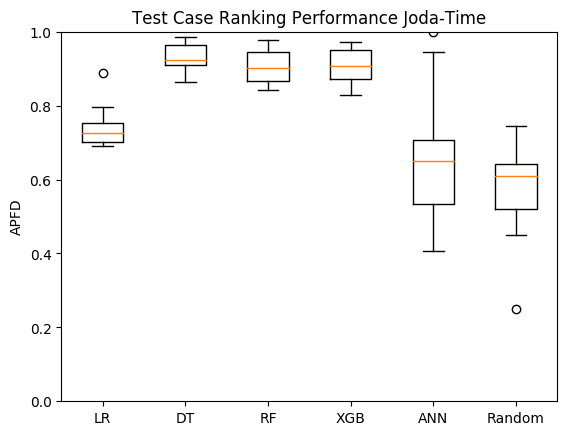 Test Case Ranking Performance Joda-Time
1.0
0.8
0.6
0.4
0.2
0.0
APFD
LR DT RF XGB ANN Random